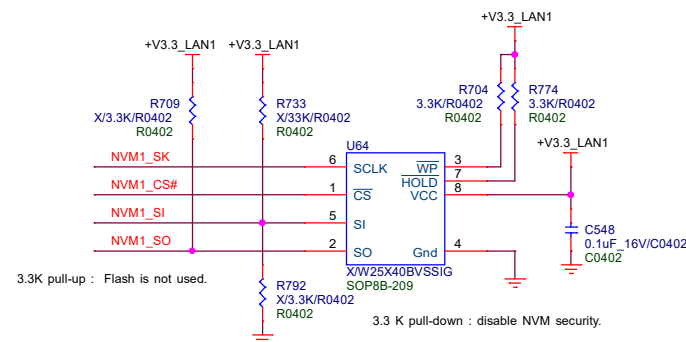 +V3.3_LAN1
+V3.3_LAN1 +V3.3_LAN1
R709
X/3.3K/R0402
R0402
R733
X/33K/R0402
R0402
R704
3.3K/R0402
R0402
R774
3.3K/R0402
R0402
+V3.3_LAN1
U64
NVM1_SK 6 SCLK WP 3
HOLD 7
NVM1_CS# 1 CS VCC 8
NVM1_SI 5 SI
NVM1_SO 2 SO Gnd 4
C548
0.1uF_16V/C0402
C0402
X/W25X40BVSSIG
SOP8B-209
3.3K pull-up : Flash is not used.
R792
X/3.3K/R0402
R0402
3.3 K pull-down : disable NVM security.